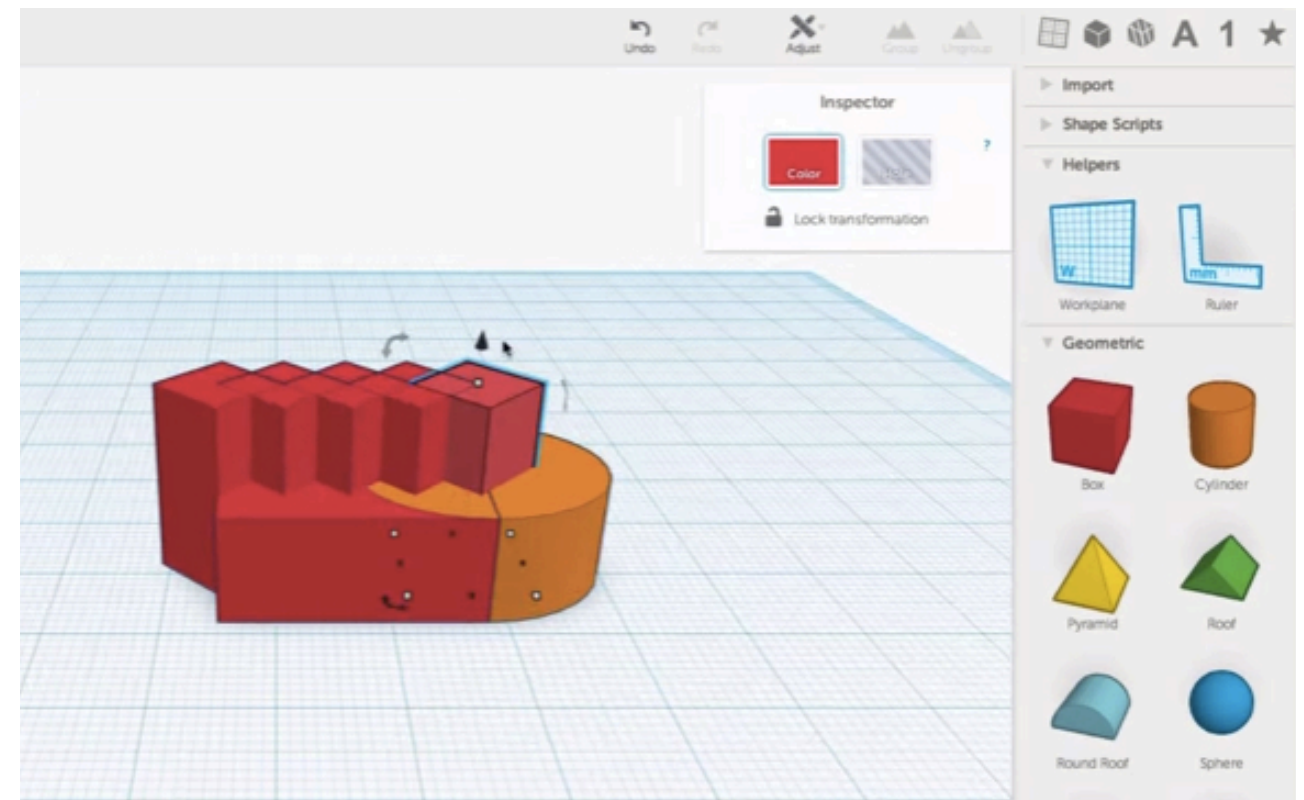 Undo
Redo
Adjust
Group
Ungroup
A 1
Import
Shape Scripts
Inspector
?
Color
Lock transformation
Helpers
W
mm
Workplane
Ruler
Geometric
Box
Cylinder
Pyramid
Roof
Round Roof
Sphere